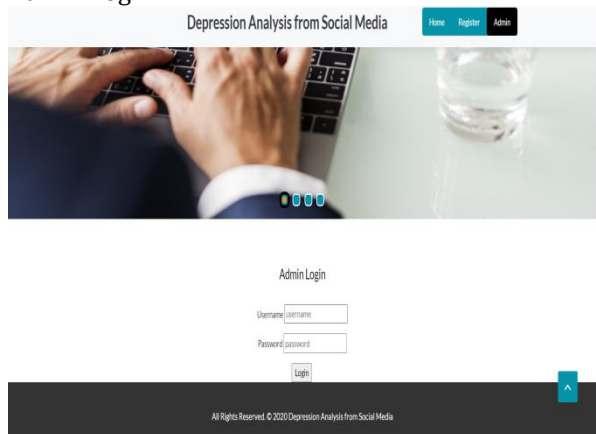 Depression Analysis from Social Media
Home Register Admin
Admin Login
Username username
Password password
Login
All Rights Reserved. © 2020 Depression Analysis from Social Media